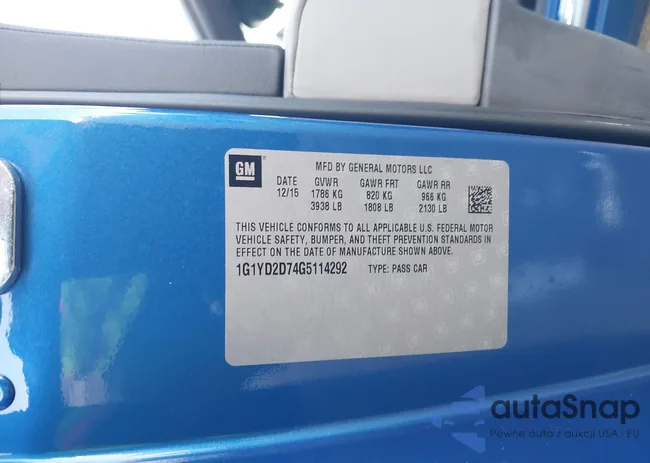 GM
MFD BY GENERAL MOTORS LLC
DATE GVWR GAWR FRT GAWR RR
12/15 1786 KG 820 KG 966 KG
3938 LB 1808 LB 2130 LB
THIS VEHICLE CONFORMS TO ALL APPLICABLE U.S. FEDERAL MOTOR
VEHICLE SAFETY, BUMPER, AND THEFT PREVENTION STANDARDS IN
EFFECT ON THE DATE OF MANUFACTURE SHOWN ABOVE.
1G1YD2D74G5114292 TYPE: PASS CAR
autaSnap
Pewne auta z aukcji USA - EU